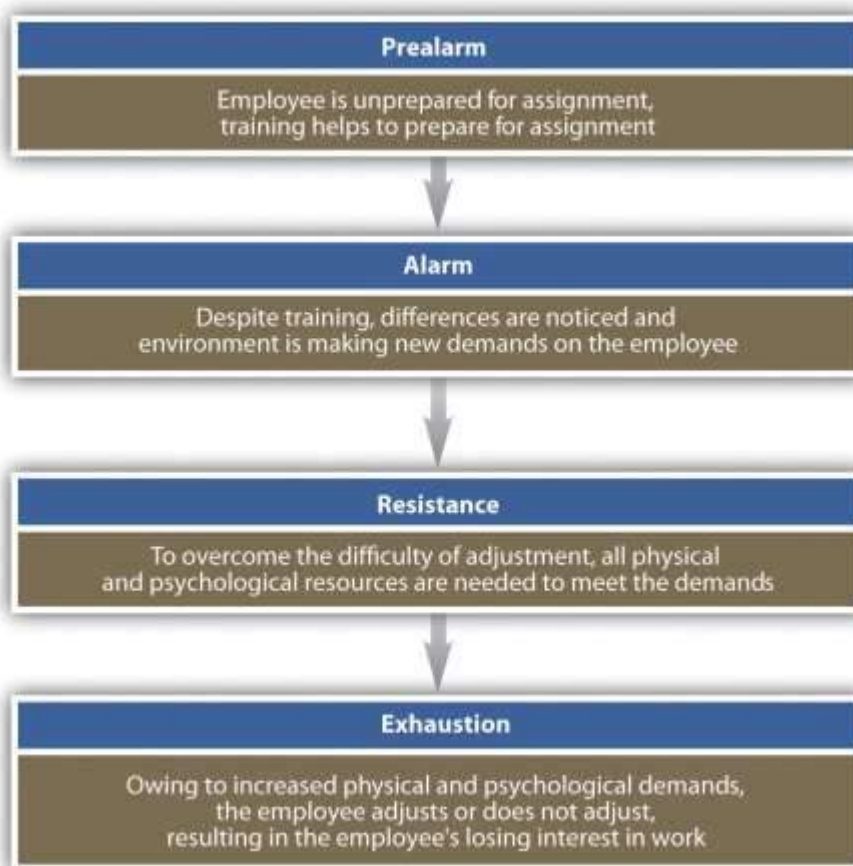 Prealarm
Employee is unprepared for assignment,
training helps to prepare for assignment
Alarm
Despite training, differences are noticed and
environment is making new demands on the employee
Resistance
To overcome the difficulty of adjustment, all physical
and psychological resources are needed to meet the demands
Exhaustion
Owing to increased physical and psychological demands,
the employee adjusts or does not adjust,
resulting in the employee's losing interest in work